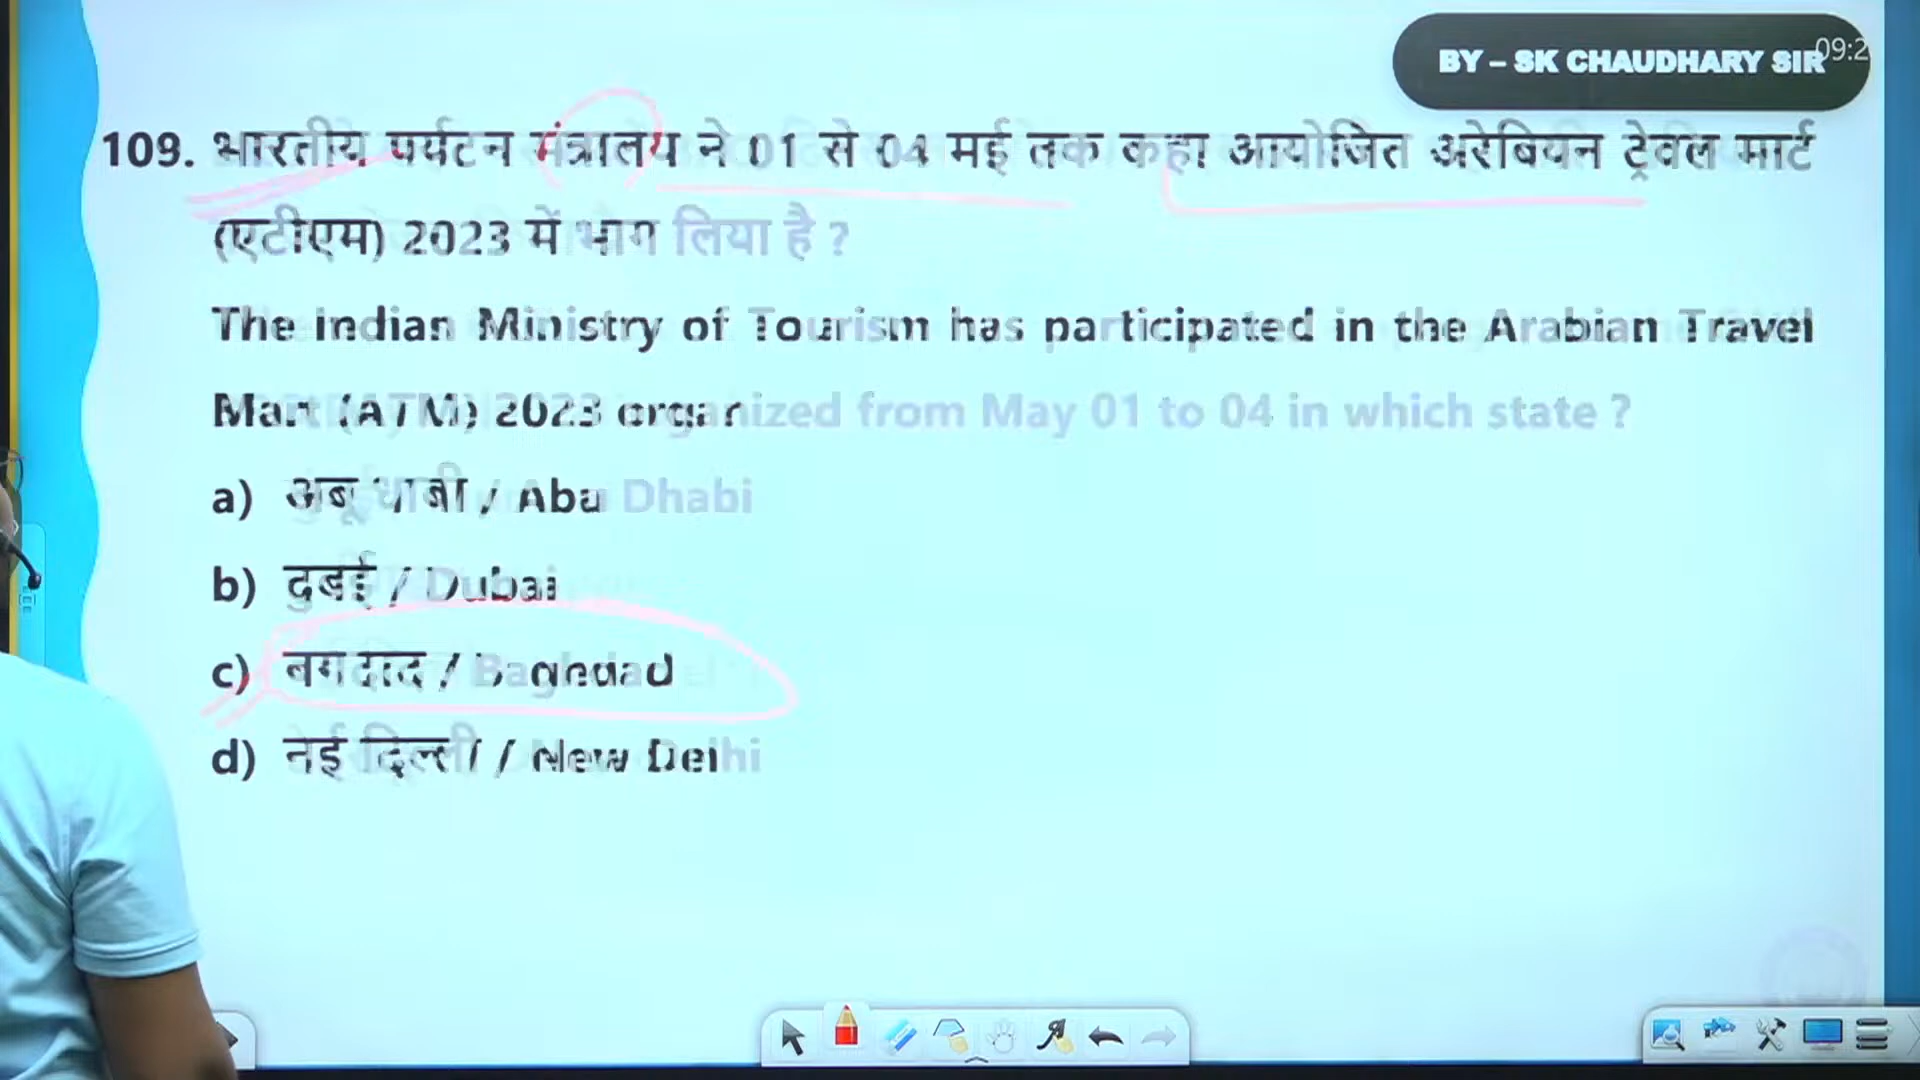 BY – SK CHAUDHARY SIR
09:2
109. भारतीय पर्यटन मंत्रालय ने 01 से 04 मई तक कहा आयोजित अरेबियन ट्रेवल मार्ट
(एटीएम) 2023 में भाग लिया है ?
The Indian Ministry of Tourism has participated in the Arabian Travel
Mart (ATM) 2023 organized from May 01 to 04 in which state ?
a) अबू धाबी / Abu Dhabi
b) दुबई / Dubai
c) बगदाद / Baghdad
d) नई दिल्ली / New Delhi